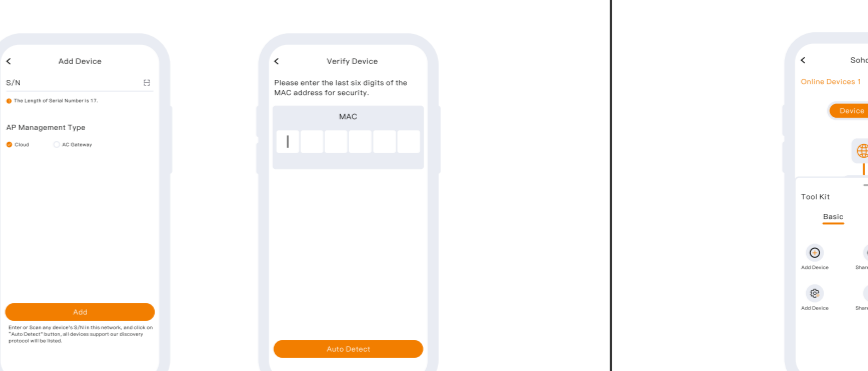 Add Device
S/N
The Length of Serial Number is 17.
AP Management Type
Cloud
AC Gateway
Add
Enter or Scan any device's S/N in this network, and click on
"Auto Detect" button, all devices support our discovery
protocol will be listed.
Verify Device
Please enter the last six digits of the
MAC address for security.
MAC
Auto Detect
Online Devices 1
Device
Tool Kit
Basic
Add Device
Add Device